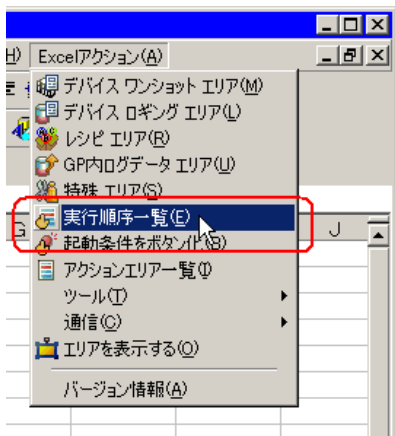 H) Excelアクション(A)
デバイス ワンショット エリア(M)
デバイス ロギング エリア(L)
レシピ エリア(R)
GP内ログデータ エリア(U)
特殊 エリア(S)
実行順序一覧(E)
G
J
起動条件をボタン化(B)
アクションエリア一覧(I)
ツール(T)
通信(C)
エリアを表示する(O)
バージョン情報(A)